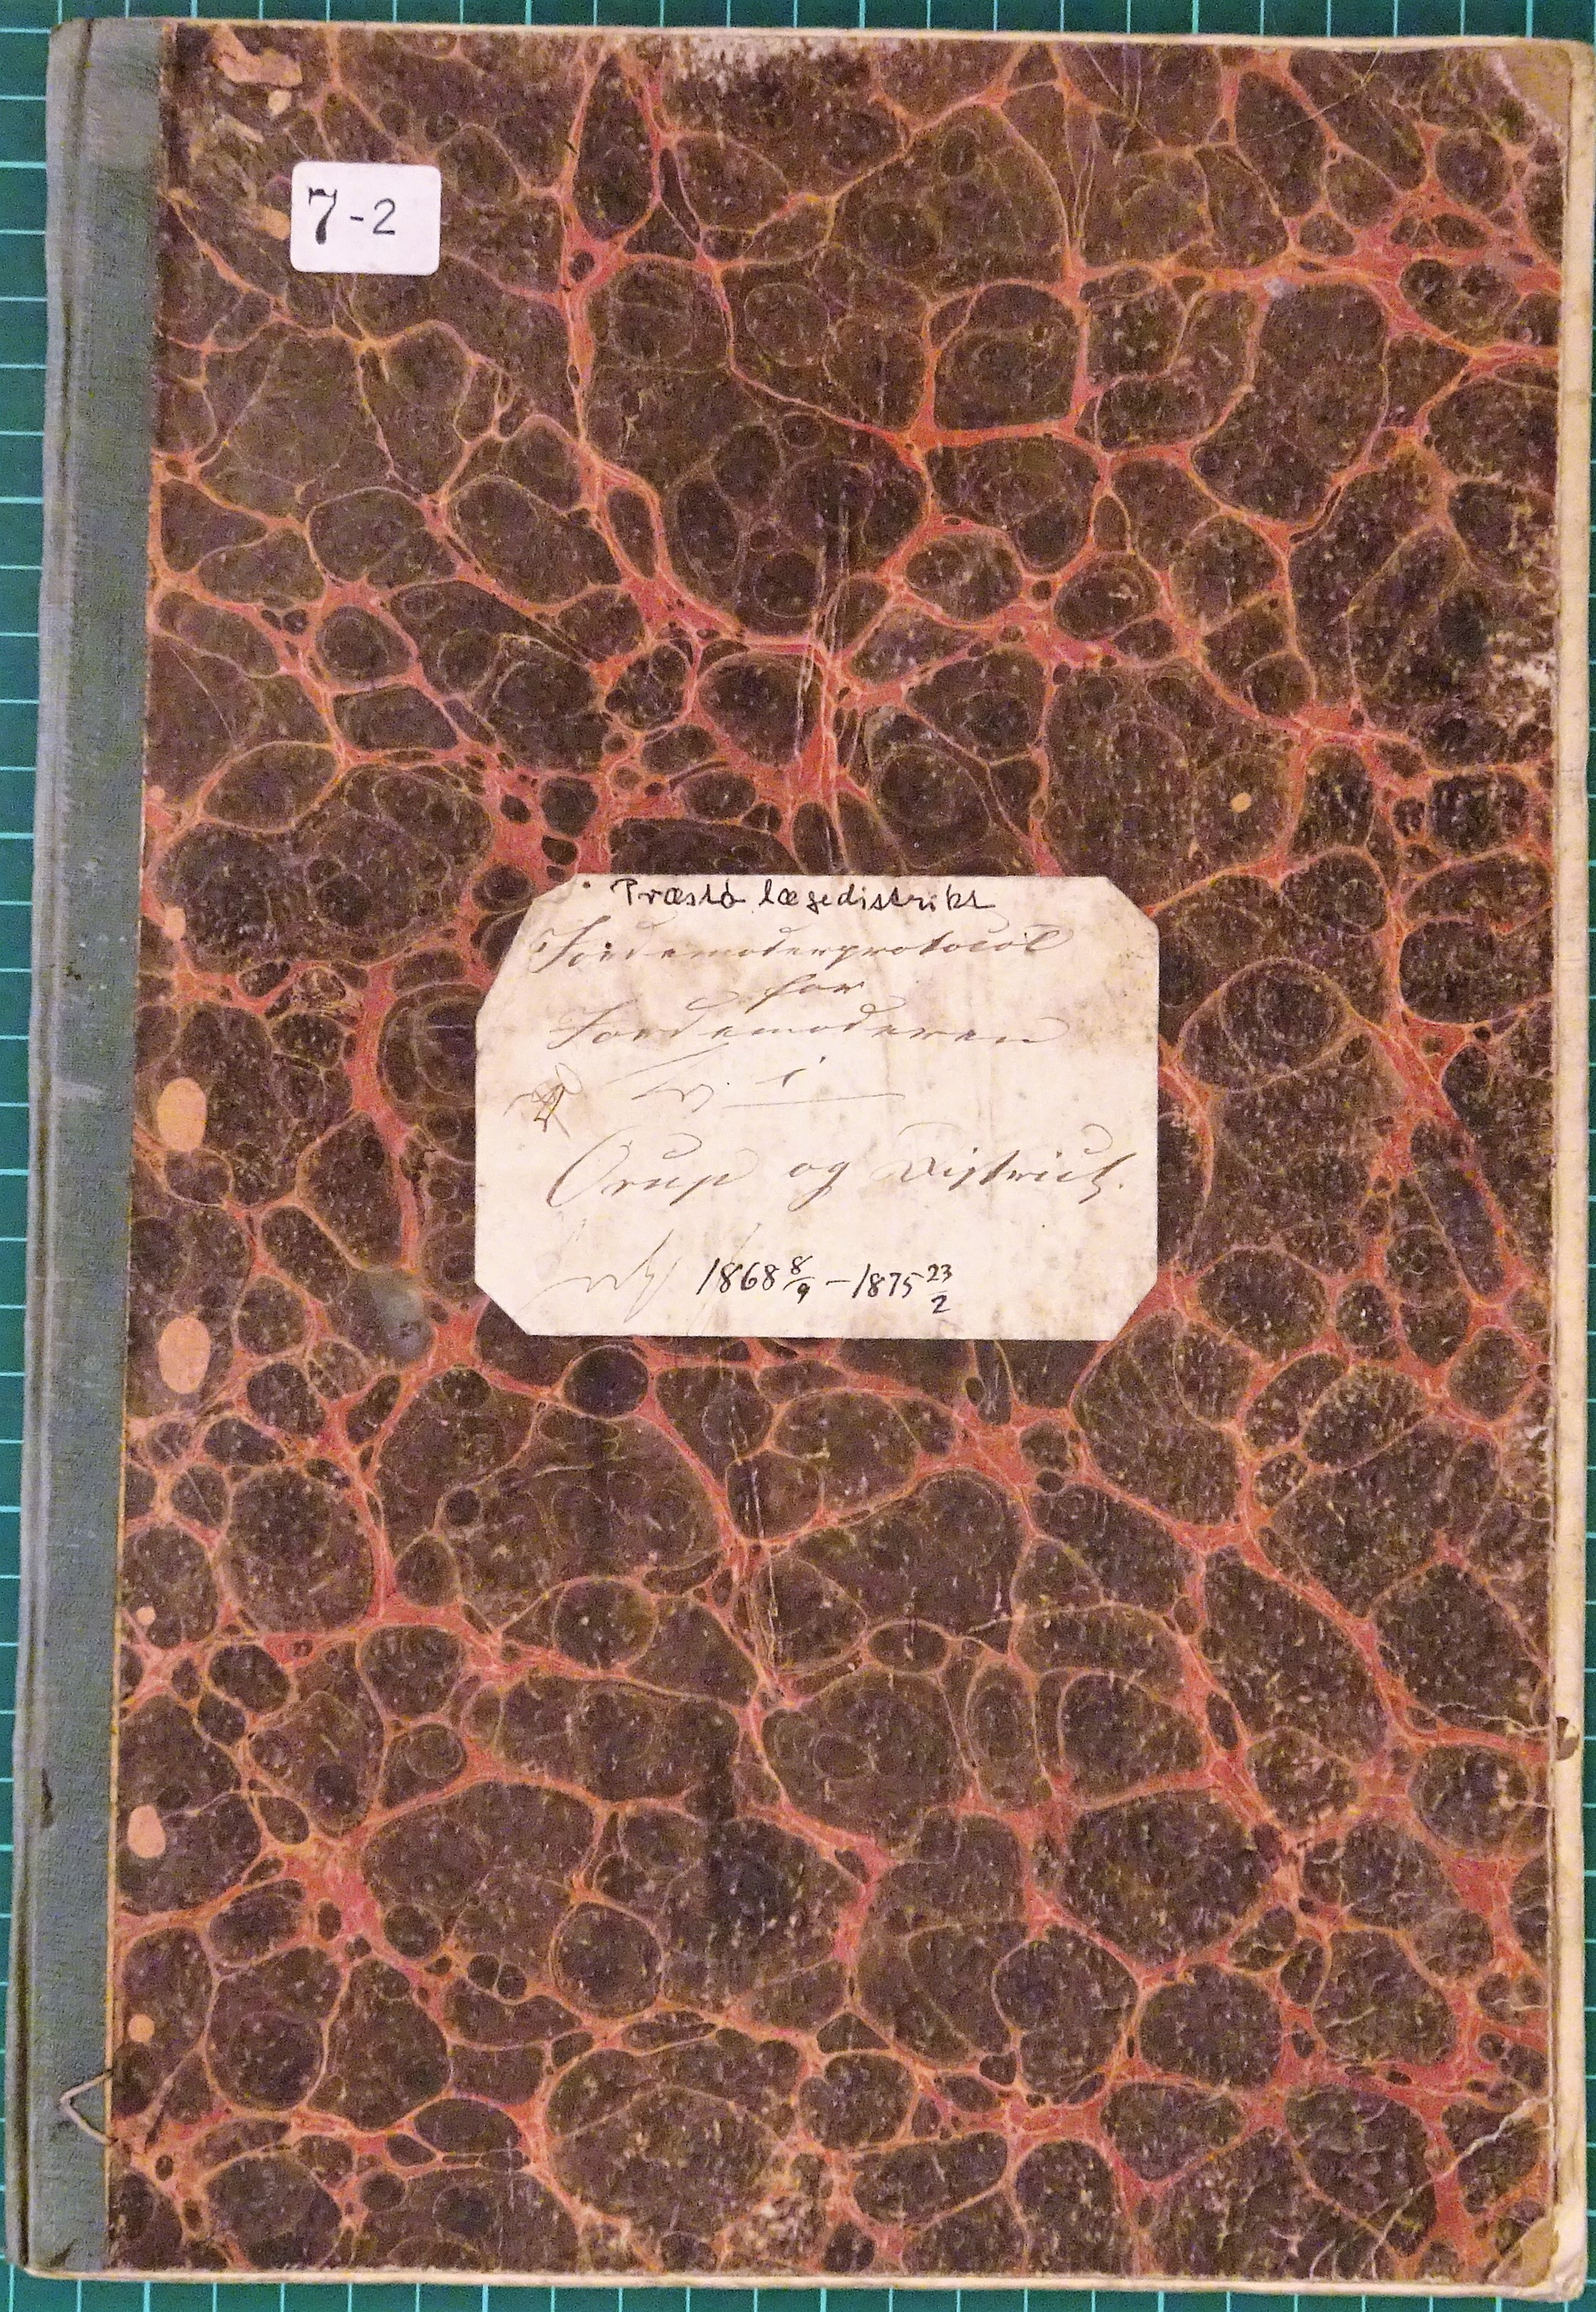 7-2
Præstø lægedistrikt
Jordemoderprotocol
for
Jordemoderen
i
Orup og District.
1868 8/9 - 1875 23/2